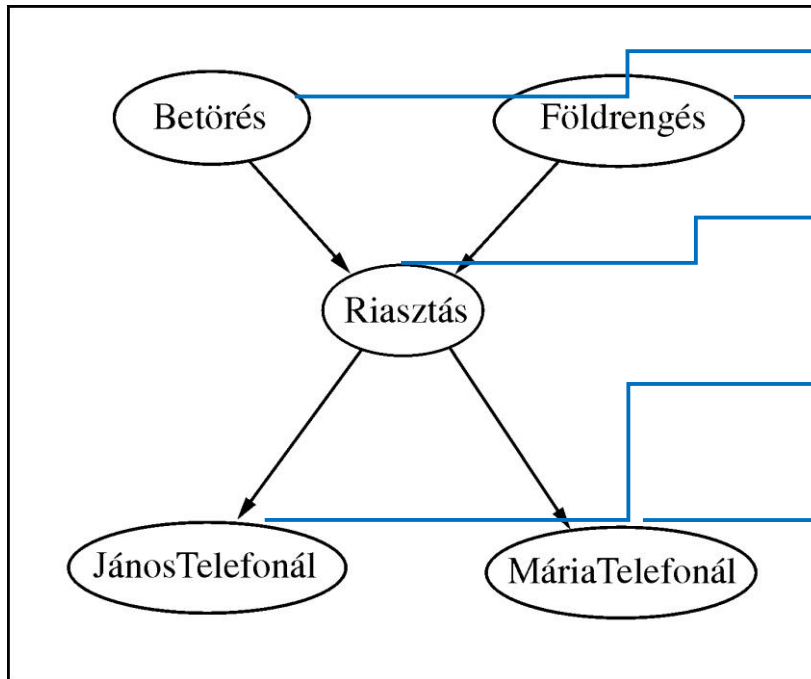 Betörés
Földrengés
Riasztás
JánosTelefonál
MáriaTelefonál